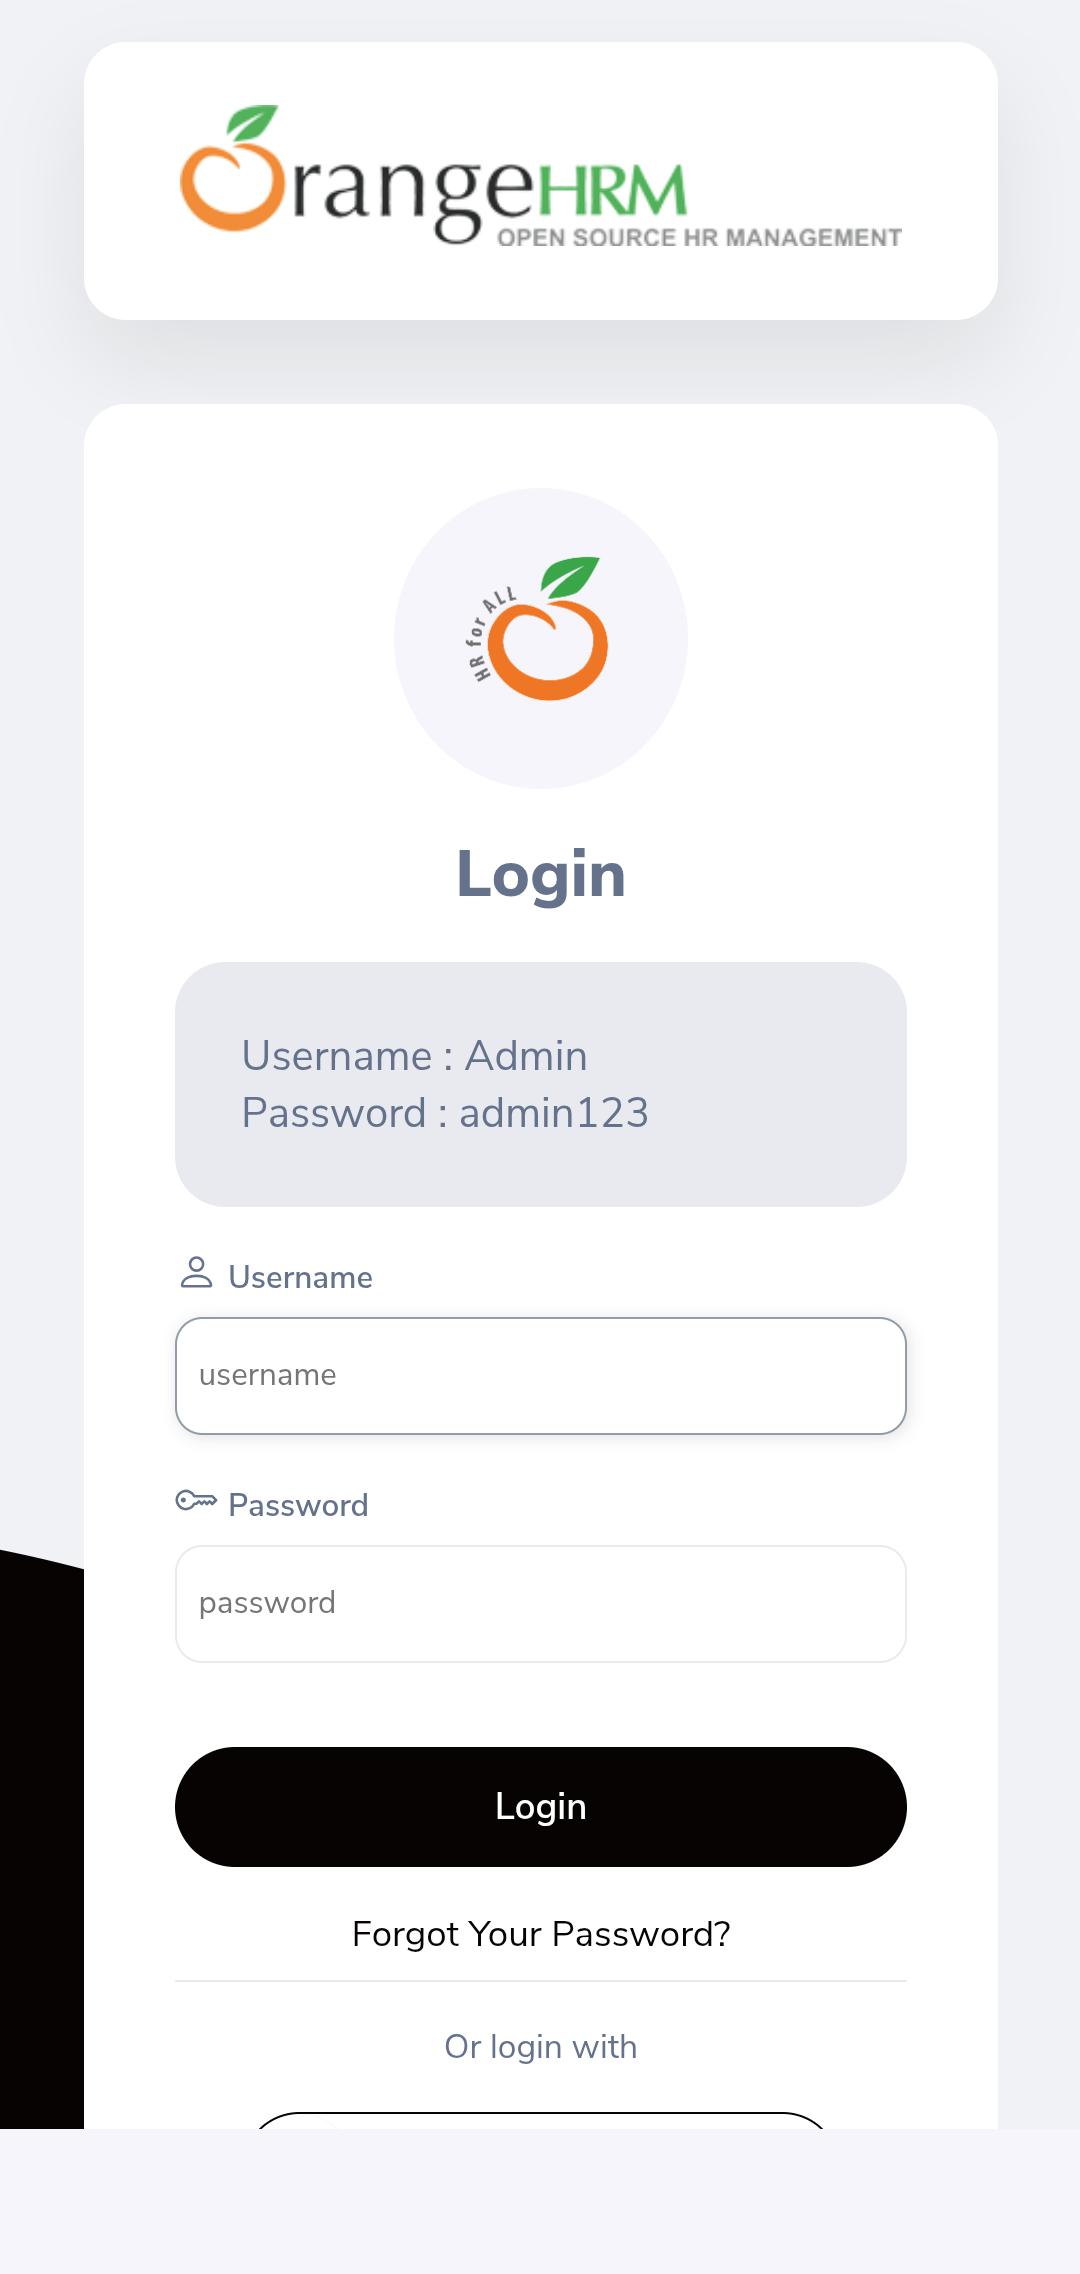 OrangeHRM
OPEN SOURCE HR MANAGEMENT
HR for ALL
Login
Username : Admin
Password : admin123
Username
username
Password
password
Login
Forgot Your Password?
Or login with